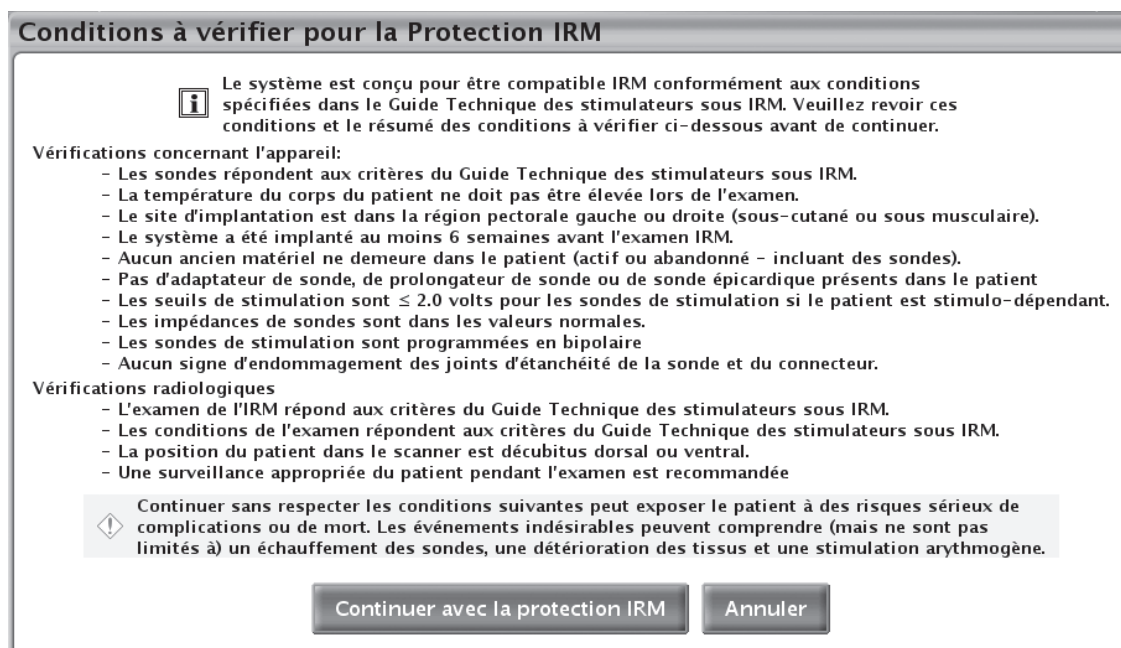 Conditions à vérifier pour la Protection IRM
Le système est conçu pour être compatible IRM conformément aux conditions
spécifiées dans le Guide Technique des stimulateurs sous IRM. Veuillez revoir ces
conditions et le résumé des conditions à vérifier ci-dessous avant de continuer.
Vérifications concernant l'appareil:
- Les sondes répondent aux critères du Guide Technique des stimulateurs sous IRM.
- La température du corps du patient ne doit pas être élevée lors de l'examen.
- Le site d'implantation est dans la région pectorale gauche ou droite (sous-cutané ou sous musculaire).
- Le système a été implanté au moins 6 semaines avant l'examen IRM.
- Aucun ancien matériel ne demeure dans le patient (actif ou abandonné - incluant des sondes).
- Pas d'adaptateur de sonde, de prolongateur de sonde ou de sonde épicardique présents dans le patient
- Les seuils de stimulation sont ≤ 2.0 volts pour les sondes de stimulation si le patient est stimulo-dépendant.
- Les impédances de sondes sont dans les valeurs normales.
- Les sondes de stimulation sont programmées en bipolaire
- Aucun signe d'endommagement des joints d'étanchéité de la sonde et du connecteur.
Vérifications radiologiques
- L'examen de l'IRM répond aux critères du Guide Technique des stimulateurs sous IRM.
- Les conditions de l'examen répondent aux critères du Guide Technique des stimulateurs sous IRM.
- La position du patient dans le scanner est décubitus dorsal ou ventral.
- Une surveillance appropriée du patient pendant l'examen est recommandée
Continuer sans respecter les conditions suivantes peut exposer le patient à des risques sérieux de
complications ou de mort. Les événements indésirables peuvent comprendre (mais ne sont pas
limités à) un échauffement des sondes, une détérioration des tissus et une stimulation arythmogène.
Continuer avec la protection IRM Annuler